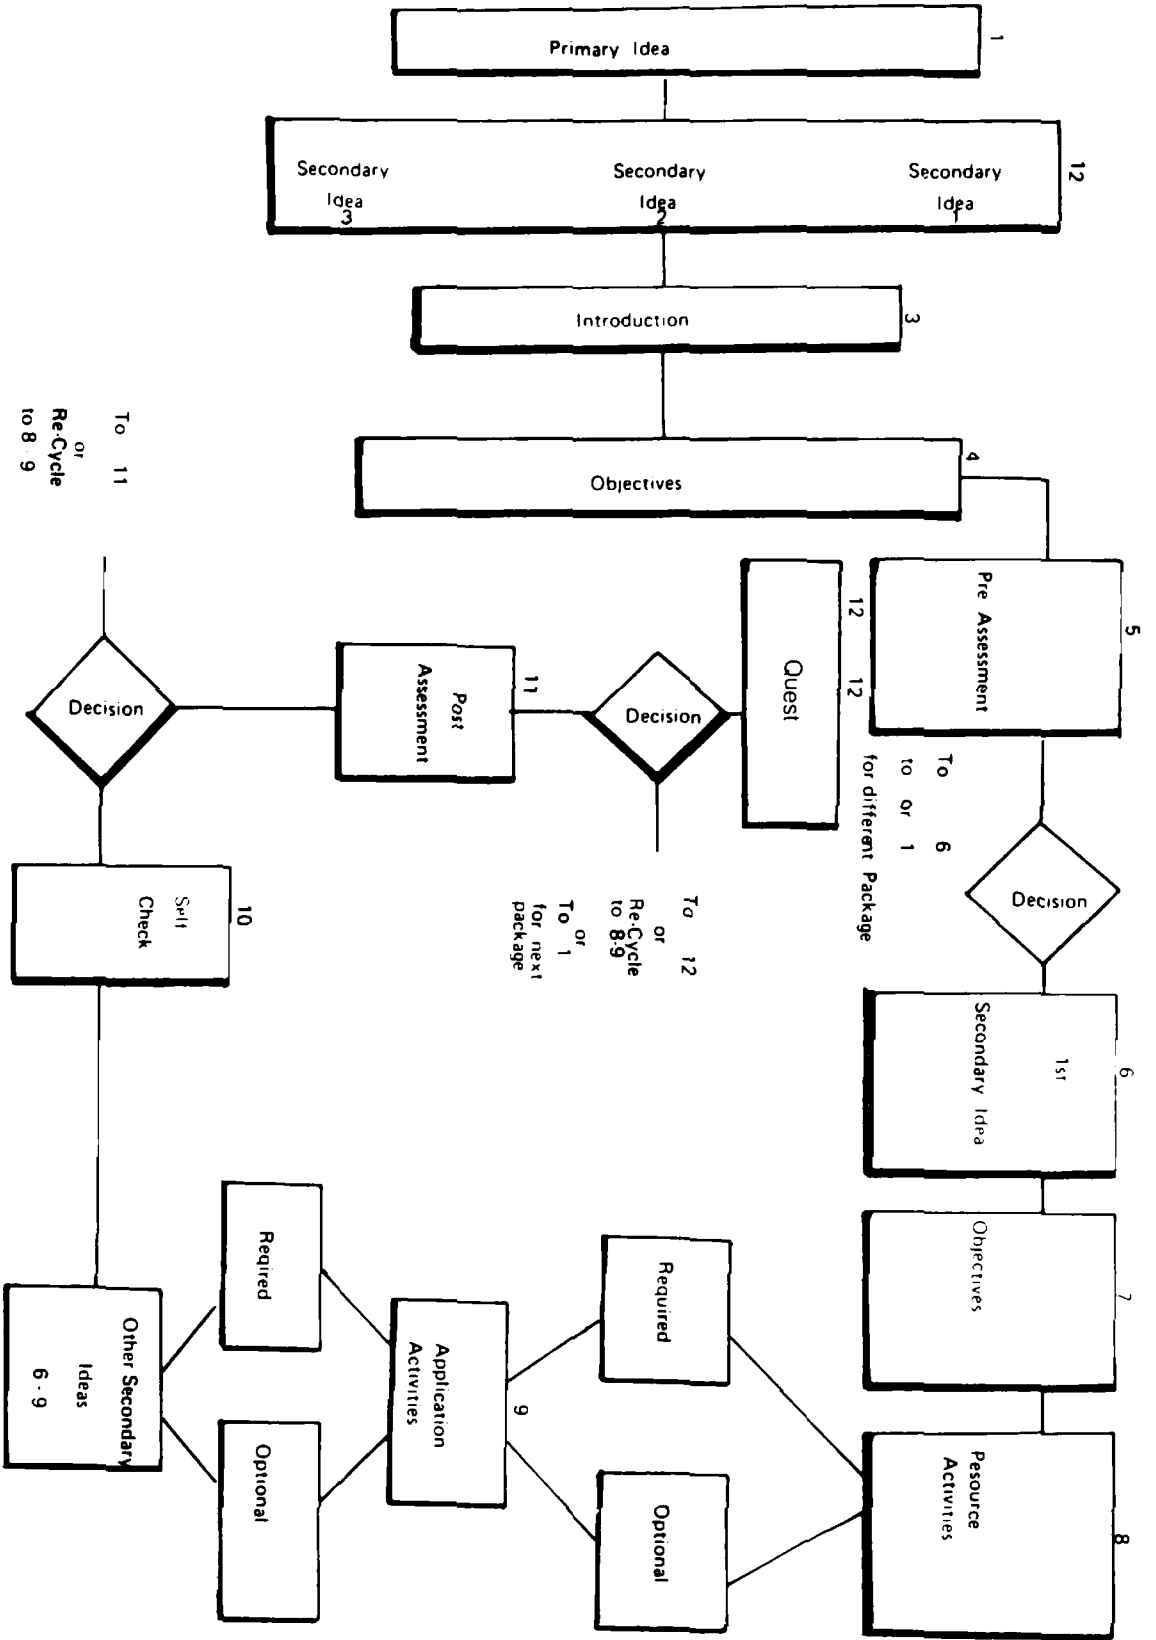 1
Primary Idea
12
Secondary
Idea
3
Secondary
Idea
2
Secondary
Idea
1
3
Introduction
4
Objectives
5
Pre Assessment
Decision
To 6
to or 1
for different Package
6
1st
Secondary Idea
7
Objectives
8
Pesource
Activities
Required
Optional
9
Application
Activities
Reqired
Optional
Other Secondary
Ideas
6 - 9
10
Self
Check
Decision
To 11
or
Re-Cycle
to 8 - 9
11
Post
Assessment
Decision
To 12
or
Re-Cycle
to 8-9
or
To 1
for next
package
12 12
Quest